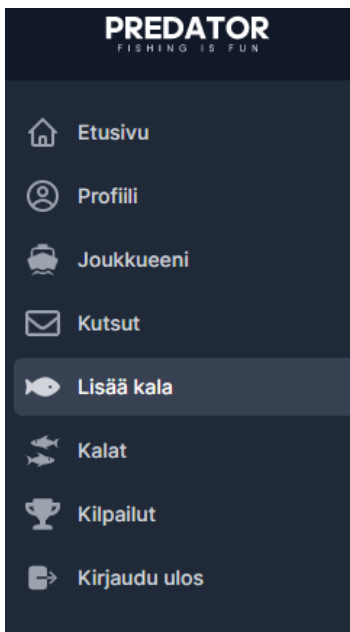 PREDATOR
FISHING IS FUN
Etusivu
Profiili
Joukkueeni
Kutsut
Lisää kala
Kalat
Kilpailut
Kirjaudu ulos